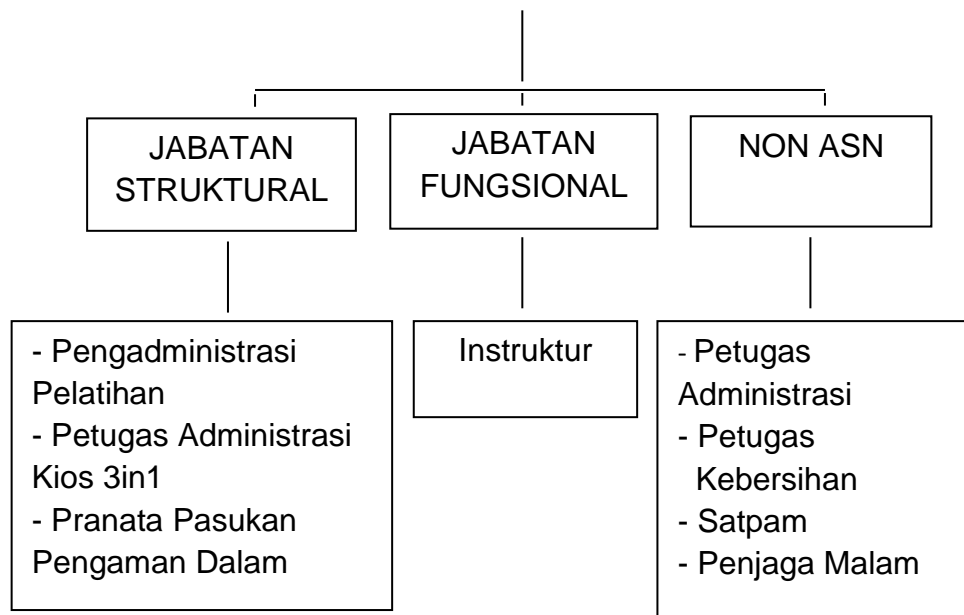 JABATAN
STRUKTURAL
JABATAN
FUNGSIONAL
NON ASN
- Pengadministrasi
Pelatihan
- Petugas Administrasi
Kios 3in1
- Pranata Pasukan
Pengaman Dalam
Instruktur
- Petugas
Administrasi
- Petugas
Kebersihan
- Satpam
- Penjaga Malam